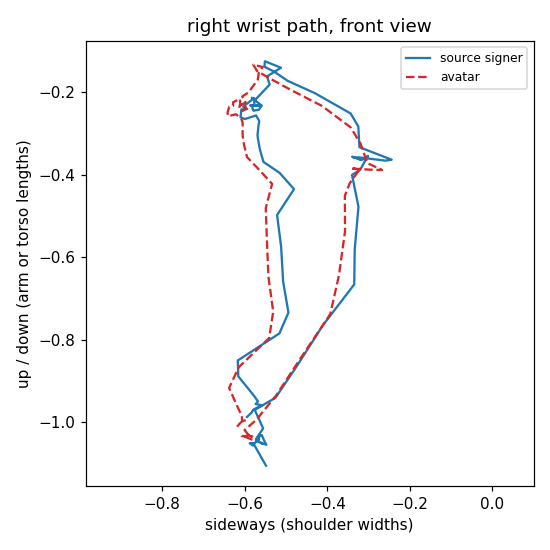 right wrist path, front view
source signer
avatar
−0.2
−0.4
−0.6
−0.8
−1.0
up / down (arm or torso lengths)
−0.8
−0.6
−0.4
−0.2
0.0
sideways (shoulder widths)